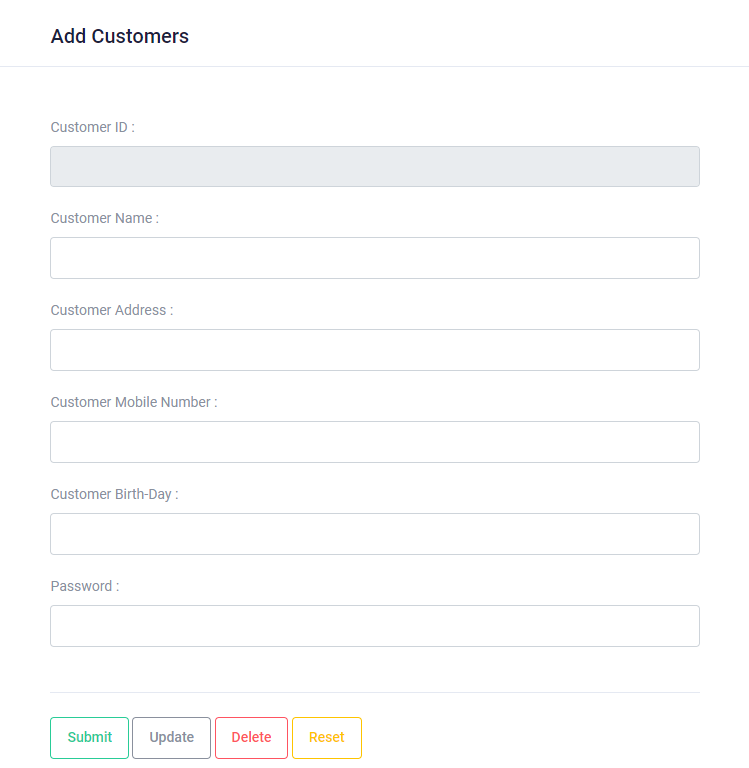 Add Customers
Customer ID :
Customer Name :
Customer Address :
Customer Mobile Number :
Customer Birth-Day :
Password :
Submit Update Delete Reset